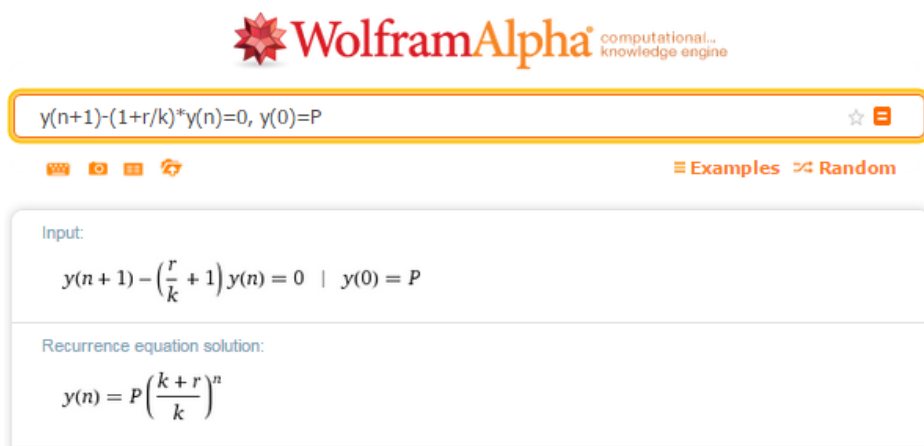 WolframAlpha computational... knowledge engine
y(n+1)-(1+r/k)*y(n)=0, y(0)=P
Examples Random
Input:
y(n + 1) − (r/k + 1) y(n) = 0 | y(0) = P
Recurrence equation solution:
y(n) = P((k + r)/k)^n